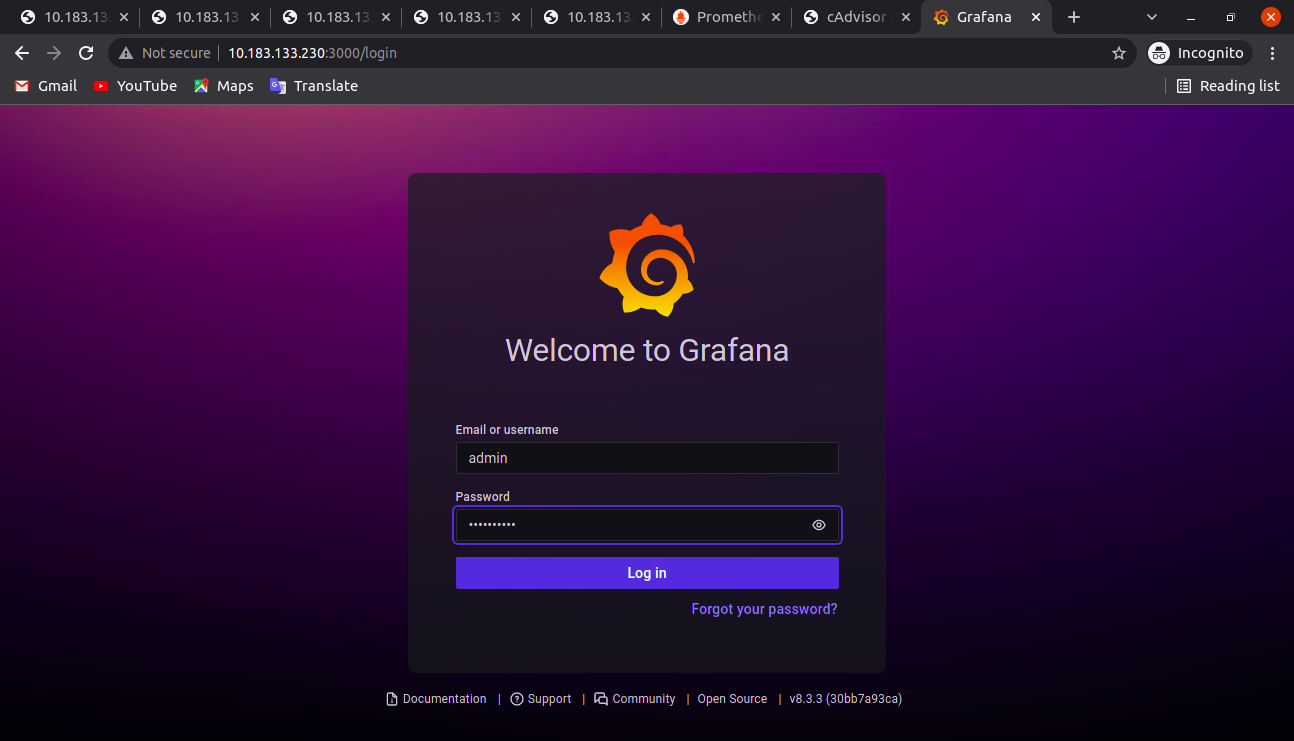 10.183.13 10.183.13 10.183.13 10.183.13 10.183.13 Promethe cAdvisor Grafana
Not secure 10.183.133.230:3000/login Incognito
Gmail YouTube Maps Translate Reading list
Welcome to Grafana
Email or username
admin
Password
••••••••••
Log in
Forgot your password?
Documentation | Support | Community | Open Source | v8.3.3 (30bb7a93ca)